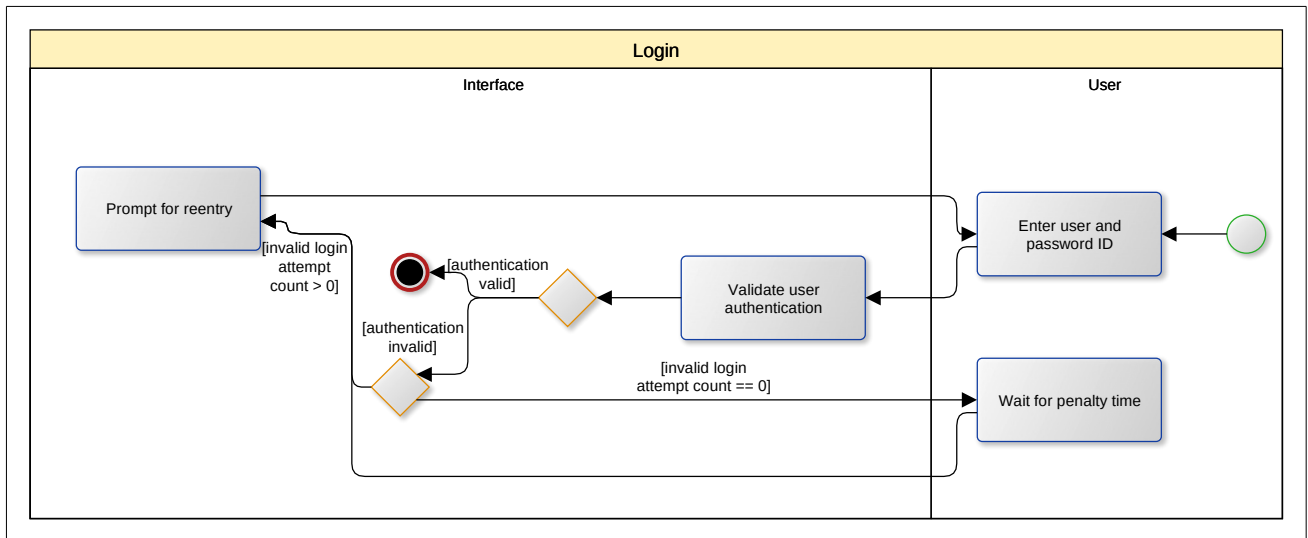 Login
Interface
User
Prompt for reentry
[invalid login
attempt
count > 0]
[authentication
valid]
[authentication
invalid]
Validate user
authentication
Enter user and
password ID
[invalid login
attempt count == 0]
Wait for penalty time